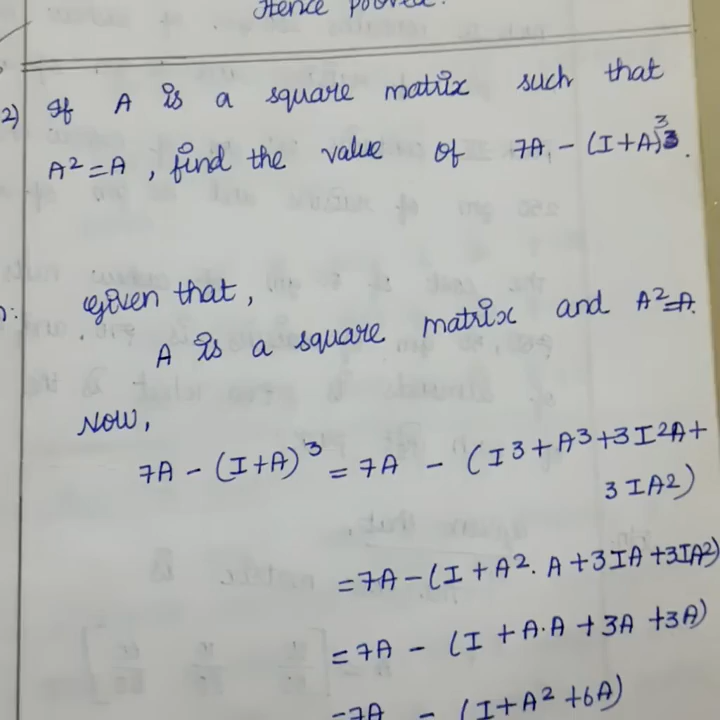 Hence pooved.
2) If A is a square matrix such that
A² = A , find the value of 7A - (I + A)³.
Given that,
A is a square matrix and A² = A.
Now,
7A - (I + A)³ = 7A - (I³ + A³ + 3I²A +
3IA²)
= 7A - (I + A² . A + 3IA + 3IA²)
= 7A - (I + A·A + 3A + 3A)
= 7A - (I + A² + 6A)